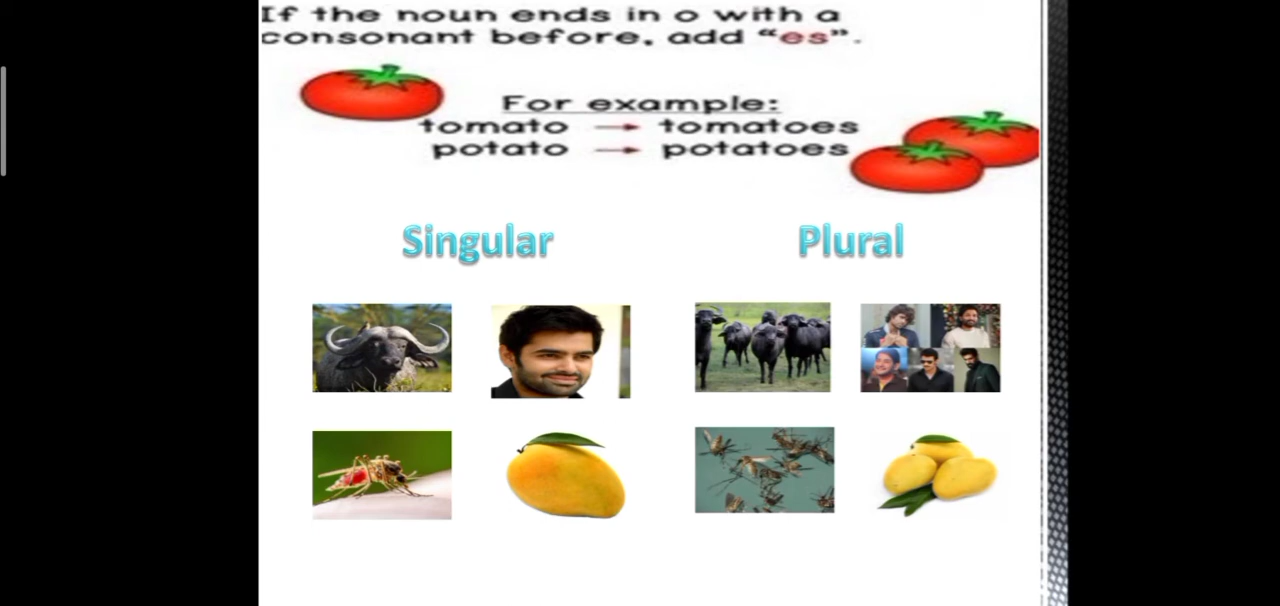 If the noun ends in o with a
consonant before, add “es”.
For example:
tomato → tomatoes
potato → potatoes
Singular Plural